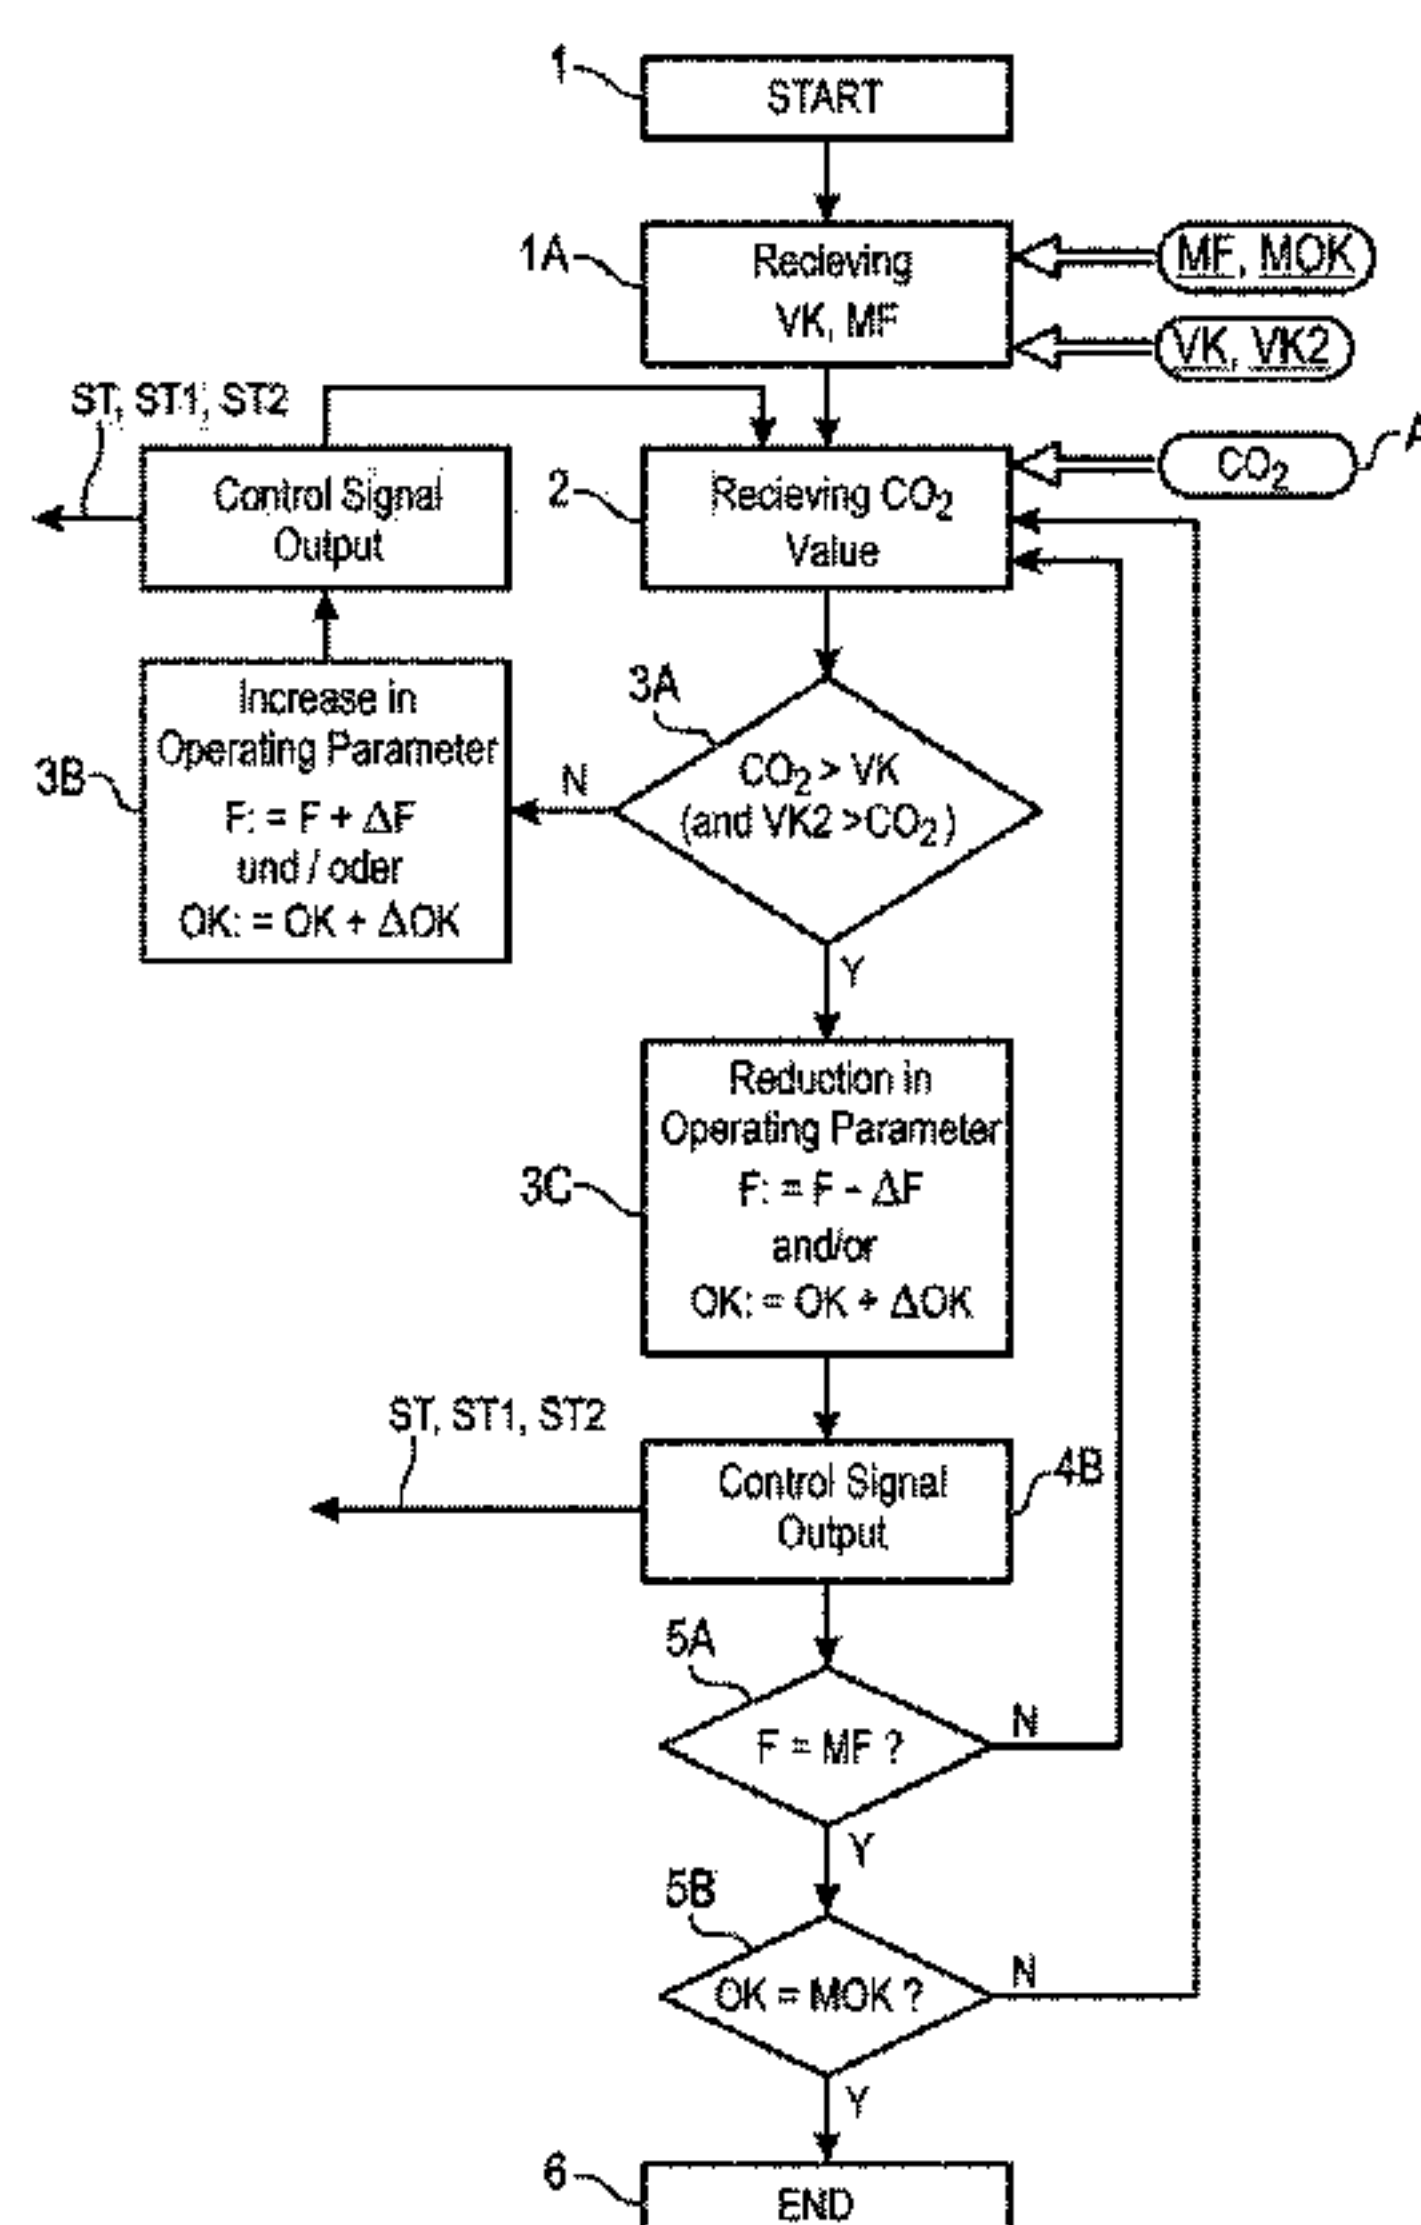 1
START
1A
Recieving
VK, MF
MF, MOK
VK, VK2
ST, ST1, ST2
Control Signal
Output
2
Recieving CO₂
Value
CO₂
A
3A
CO₂ > VK
(and VK2 >CO₂ )
N
Y
3B
Increase in
Operating Parameter
F: = F + ΔF
und / oder
OK: = OK + ΔOK
3C
Reduction in
Operating Parameter
F: = F - ΔF
and/or
OK: = OK + ΔOK
ST, ST1, ST2
Control Signal
Output
4B
5A
F = MF ?
N
Y
5B
OK = MOK ?
N
Y
6
END